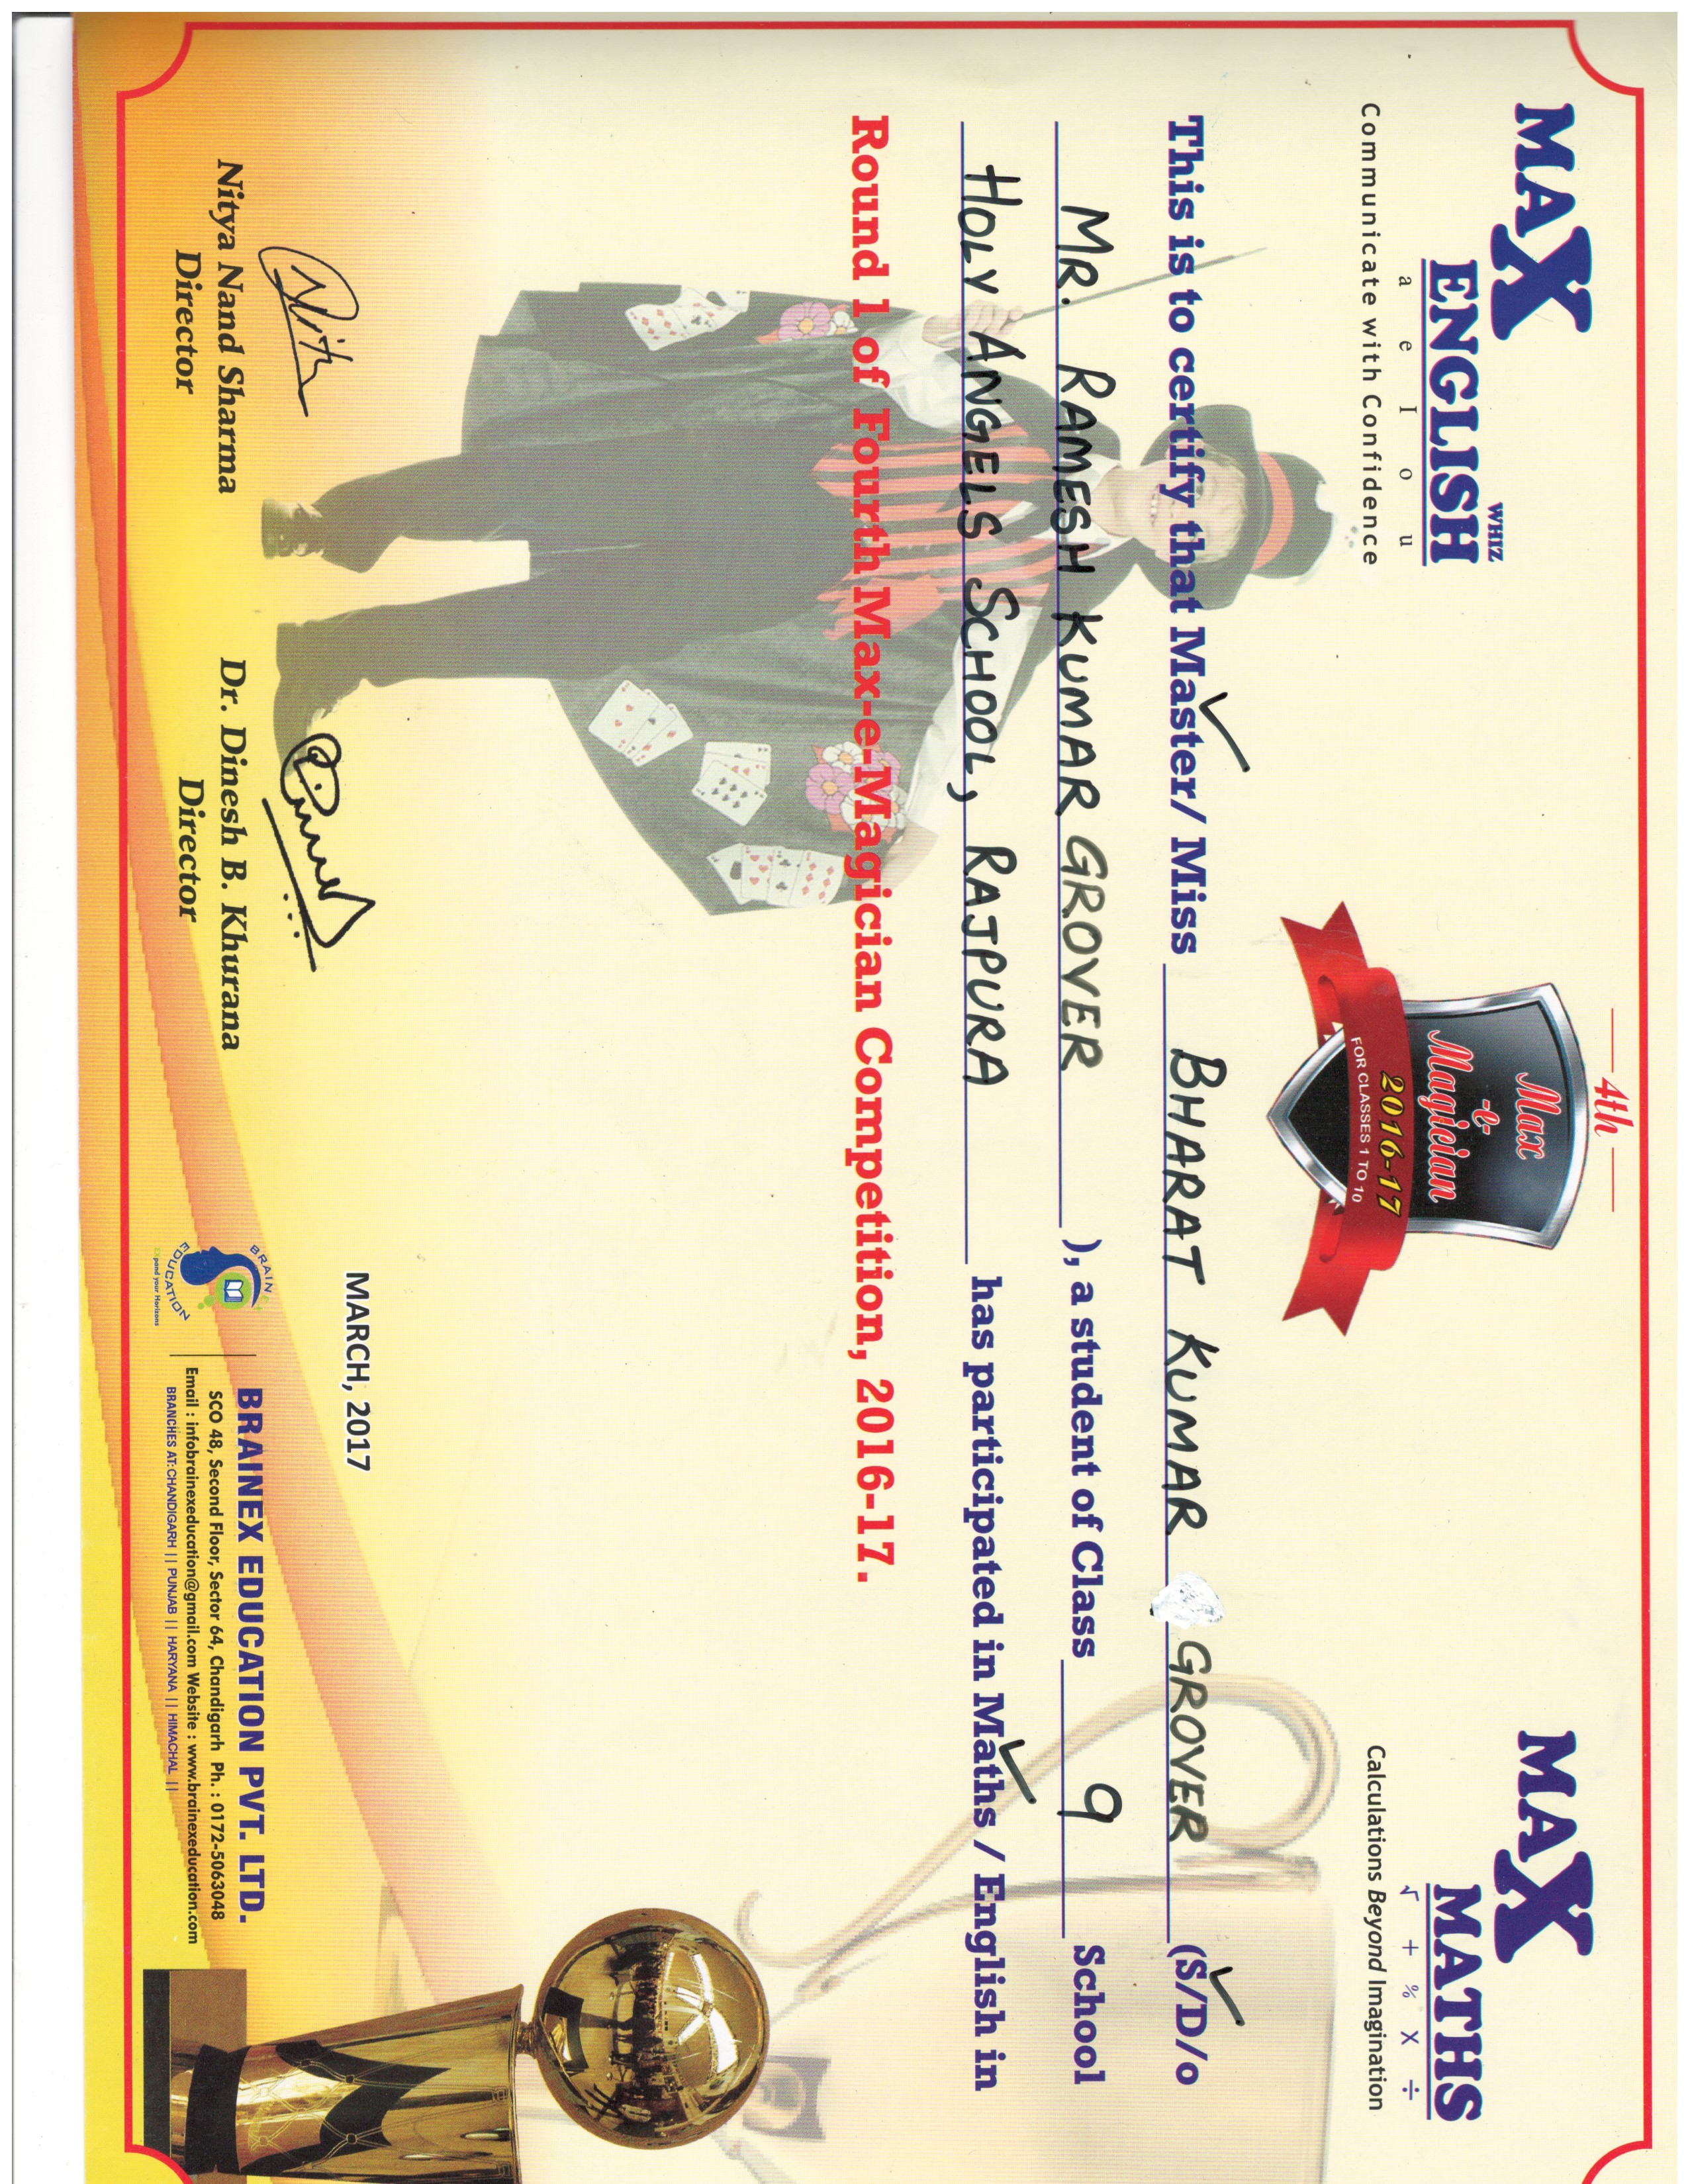 MAX
WHIZ
ENGLISH
a e I o u
Communicate with Confidence
4th
Max
-e-
Magician
2016-17
FOR CLASSES 1 TO 10
MAX
MATHS
√ + % X ÷
Calculations Beyond Imagination
This is to certify that Master/ Miss BHARAT KUMAR GROVER (S/D/o
MR. RAMESH KUMAR GROVER ), a student of Class 9 School
HOLY ANGELS SCHOOL, RAJPURA has participated in Maths / English in
Round 1 of Fourth Max-e-Magician Competition, 2016-17.
MARCH, 2017
Nitya Nand Sharma
Director
Dr. Dinesh B. Khurana
Director
BRAINEX
EDUCATION
Expand your Horizons
BRAINEX EDUCATION PVT. LTD.
SCO 48, Second Floor, Sector 64, Chandigarh Ph. : 0172-5063048
Email : infobrainexeducation@gmail.com Website : www.brainexeducation.com
BRANCHES AT: CHANDIGARH || PUNJAB || HARYANA || HIMACHAL ||